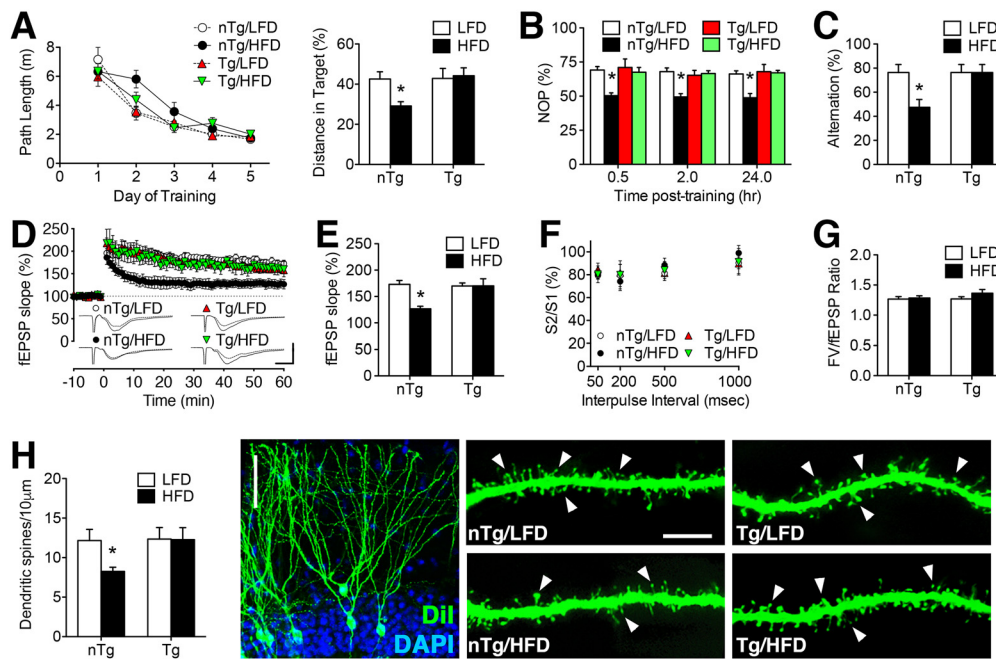 A
Path Length (m)
8
6
4
2
0
0 1 2 3 4 5
Day of Training
nTg/LFD
nTg/HFD
Tg/LFD
Tg/HFD
Distance in Target (%)
60
40
20
0
LFD
HFD
*
nTg Tg
B
nTg/LFD Tg/LFD
nTg/HFD Tg/HFD
NOP (%)
100
75
50
25
0
* * *
0.5 2.0 24.0
Time post-training (hr)
C
LFD
HFD
Alternation (%)
100
80
60
40
20
0
*
nTg Tg
D
fEPSP slope (%)
250
200
150
100
50
0
nTg/LFD Tg/LFD
nTg/HFD Tg/HFD
-10 0 10 20 30 40 50 60
Time (min)
E
LFD
HFD
fEPSP slope (%)
250
200
150
100
50
0
*
nTg Tg
F
S2/S1 (%)
100
80
60
40
20
0
nTg/LFD Tg/LFD
nTg/HFD Tg/HFD
50 200 500 1000
Interpulse Interval (msec)
G
LFD
HFD
FV/fEPSP Ratio
2.0
1.6
1.2
0.8
0.4
0.0
nTg Tg
H
LFD
HFD
Dendritic spines/10μm
20
15
10
5
0
*
nTg Tg
DiI
DAPI
nTg/LFD
Tg/LFD
nTg/HFD
Tg/HFD